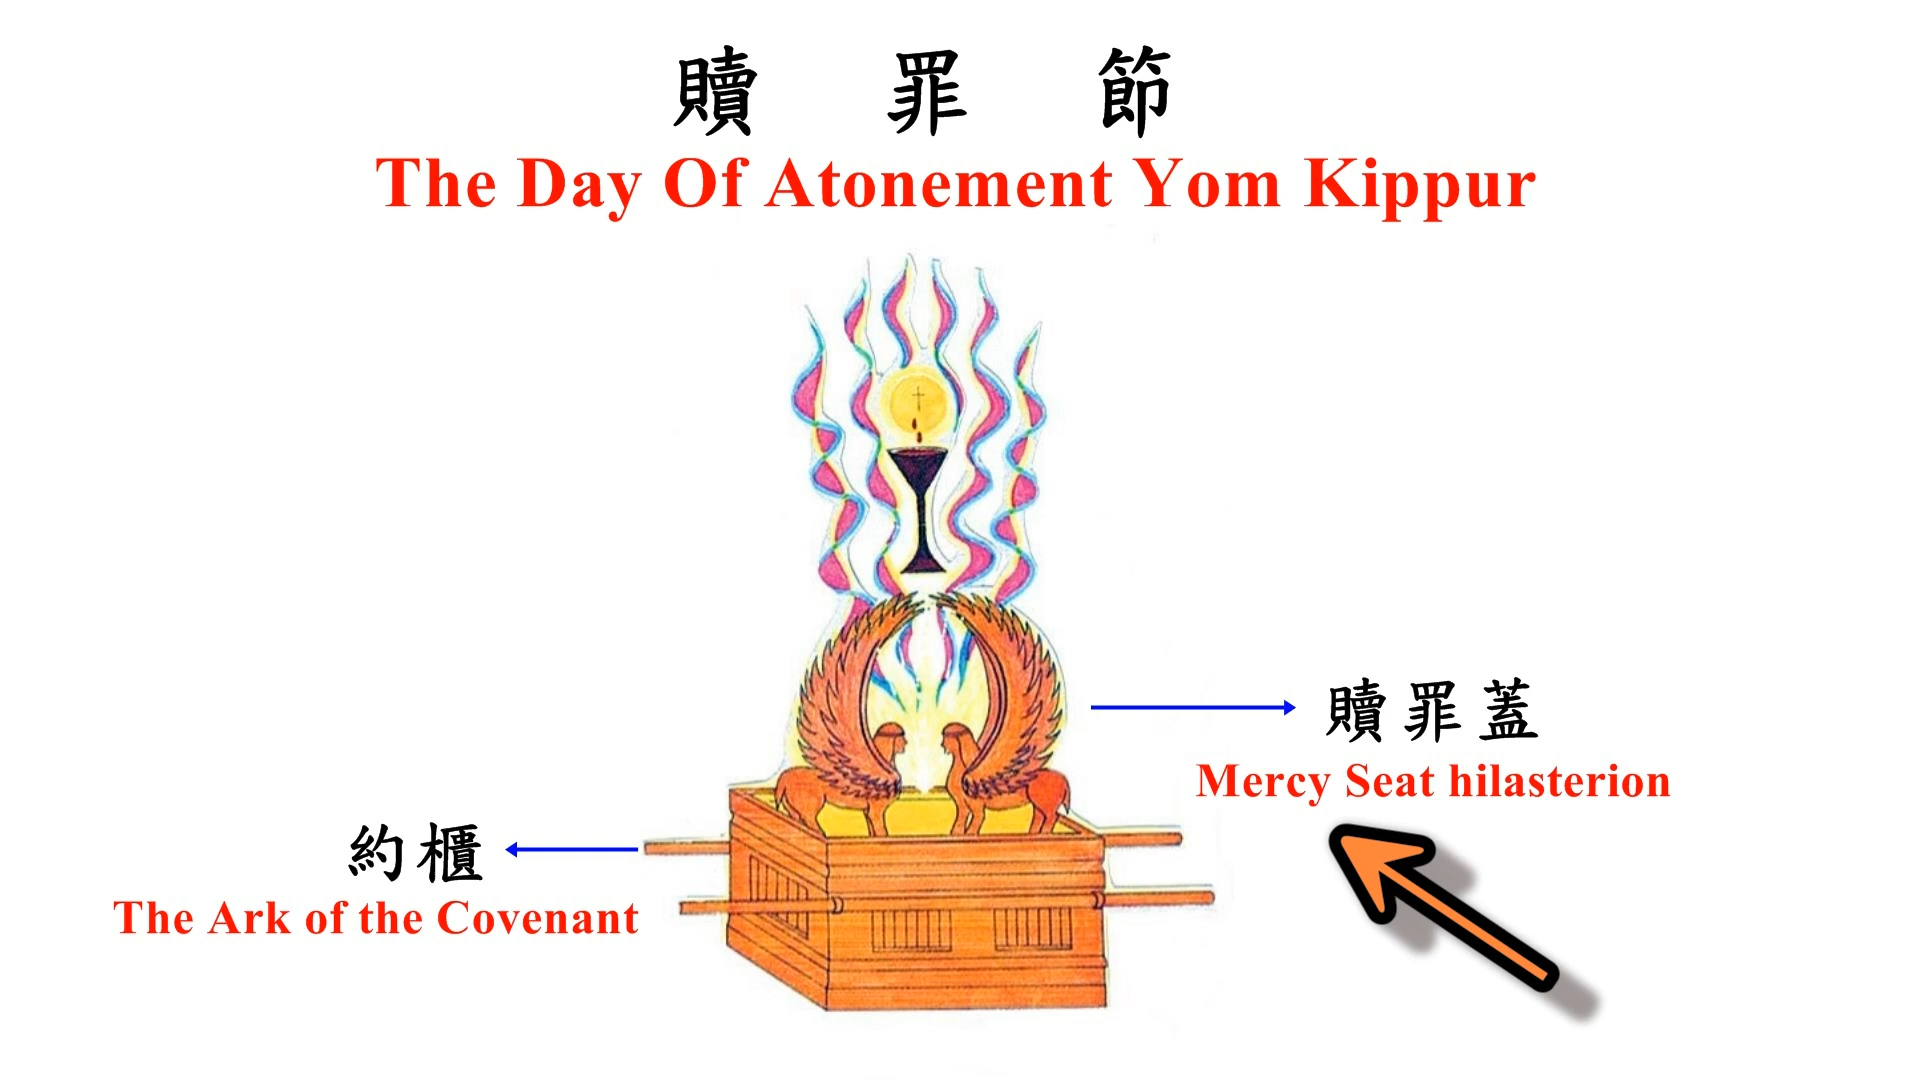 贖罪節
The Day Of Atonement Yom Kippur
贖罪蓋
Mercy Seat hilasterion
約櫃
The Ark of the Covenant